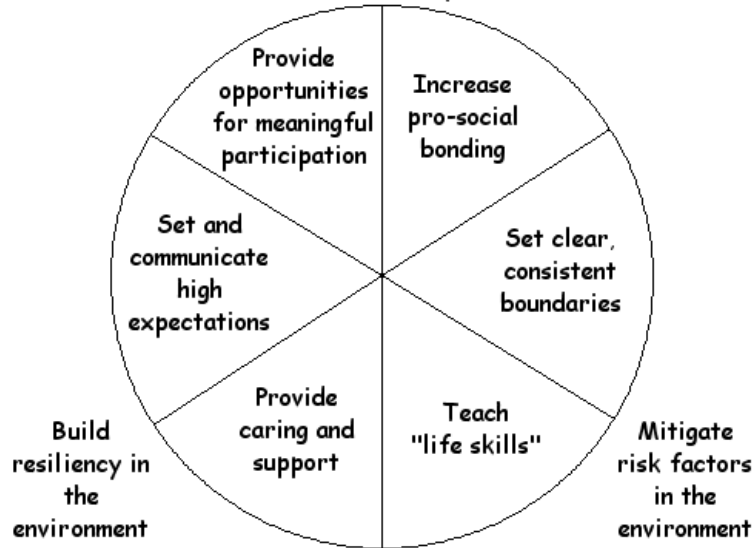 Provide
opportunities
for meaningful
participation
Increase
pro-social
bonding
Set clear,
consistent
boundaries
Teach
"life skills"
Provide
caring and
support
Set and
communicate
high
expectations
Build
resiliency in
the
environment
Mitigate
risk factors
in the
environment